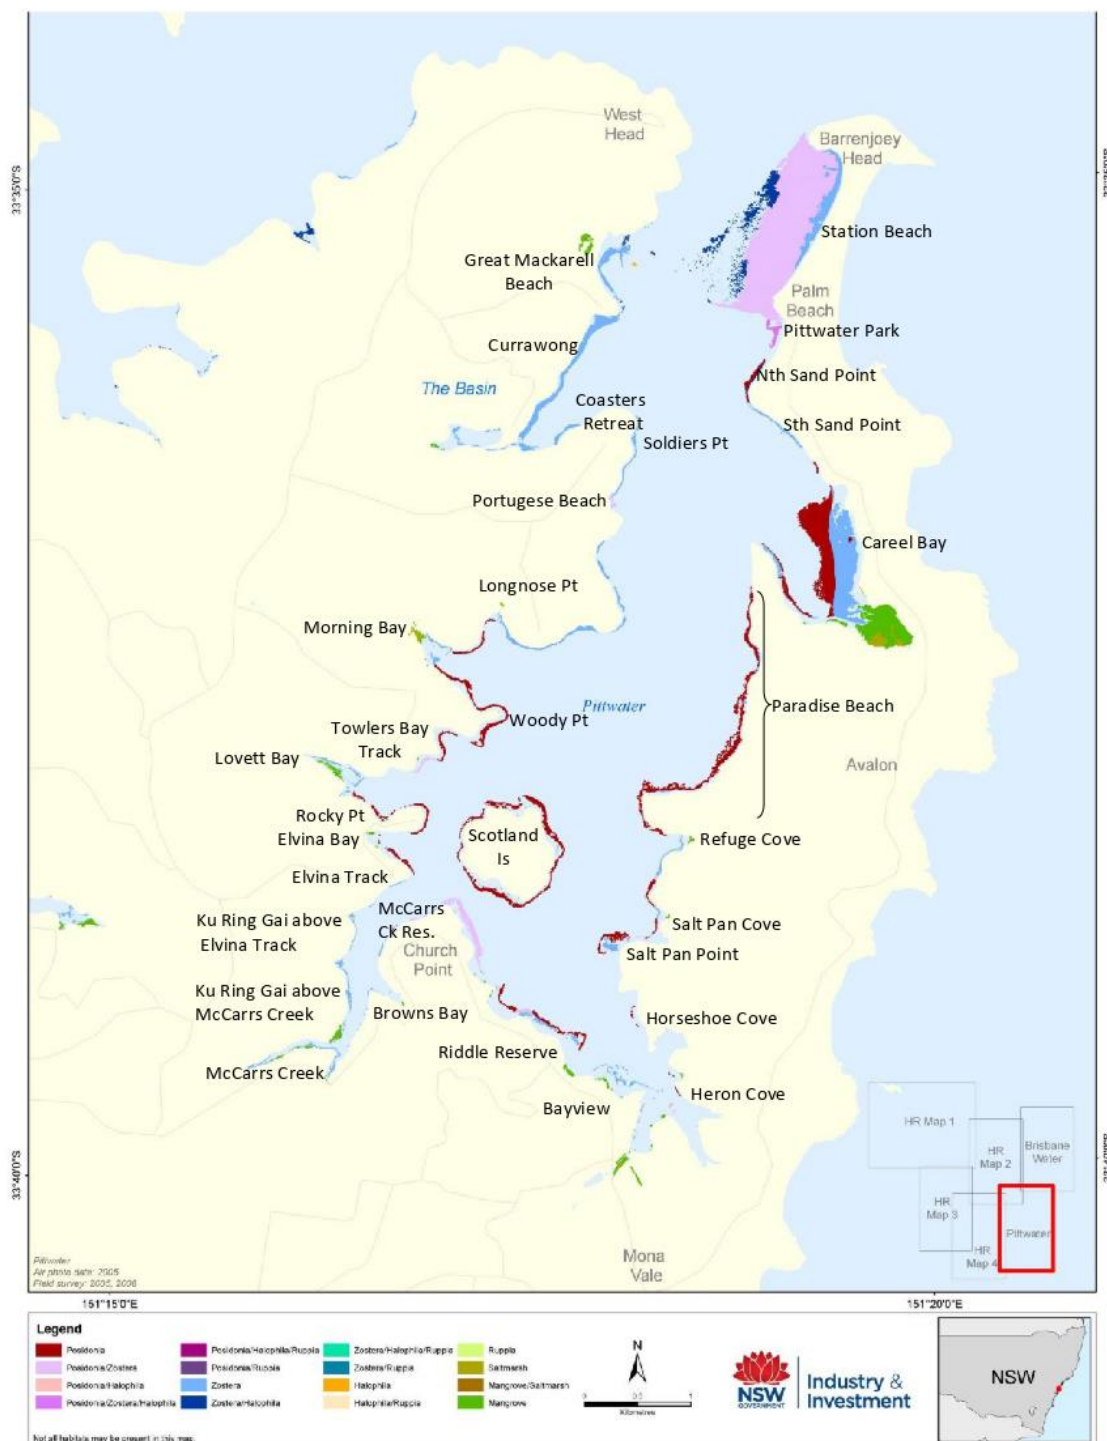 West
Head
Barrenjoey
Head
33°35'0"S
Station Beach
Great Mackarell
Beach
Palm
Beach
Pittwater Park
Currawong
Nth Sand Point
The Basin
Coasters
Retreat
Sth Sand Point
Soldiers Pt
Portugese Beach
Careel Bay
Longnose Pt
Morning Bay
Pittwater
Paradise Beach
Woody Pt
Towlers Bay
Track
Lovett Bay
Avalon
Rocky Pt
Scotland
Is
Elvina Bay
Refuge Cove
Elvina Track
McCarrs
Ck Res.
Ku Ring Gai above
Elvina Track
Salt Pan Cove
Church
Point
Salt Pan Point
Ku Ring Gai above
McCarrs Creek
Browns Bay
Horseshoe Cove
Riddle Reserve
McCarrs Creek
Heron Cove
Bayview
HR Map 1
HR
Map 2
Brisbane
Water
33°40'0"S
HR
Map 3
Pittwater
HR
Map 4
Mona
Vale
Pittwater
Air photo date: 2005
Field survey: 2005, 2006
151°15'0"E
151°20'0"E
Legend
Posidonia
Posidonia/Zostera
Posidonia/Halophila
Posidonia/Zostera/Halophila
Posidonia/Halophila/Ruppia
Posidonia/Ruppia
Zostera
Zostera/Halophila
Zostera/Halophila/Ruppia
Zostera/Ruppia
Halophila
Halophila/Ruppia
Ruppia
Saltmarsh
Mangrove/Saltmarsh
Mangrove
N
0 0.5 1
Kilometres
NSW
GOVERNMENT
Industry &
Investment
NSW
Not all habitats may be present in this map.